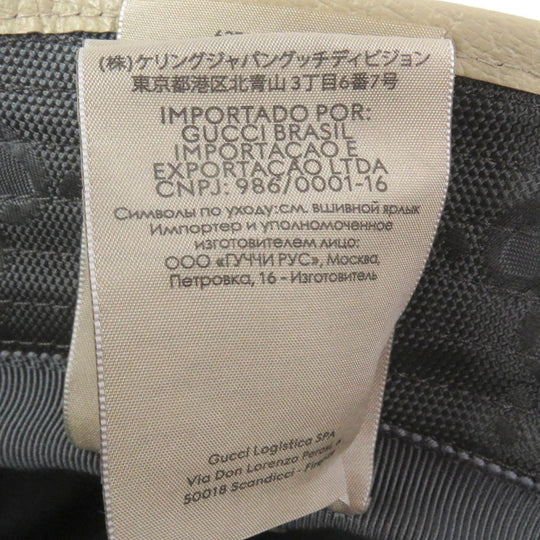 (株)ケリングジャパングッチディビジョン
東京都港区北青山3丁目6番7号
IMPORTADO POR:
GUCCI BRASIL
IMPORTACAO E
EXPORTAÇAO LTDA
CNPJ: 986/0001-16
Символы по уходу:см. вшивной ярлык
Импортер и уполномоченное
изготовителем лицо:
ООО «ГУЧЧИ РУС», Москва,
Петровка, 16 - Изготовитель
Gucci Logistica SPA
Via Don Lorenzo Perosi
50018 Scandicci - Firenze